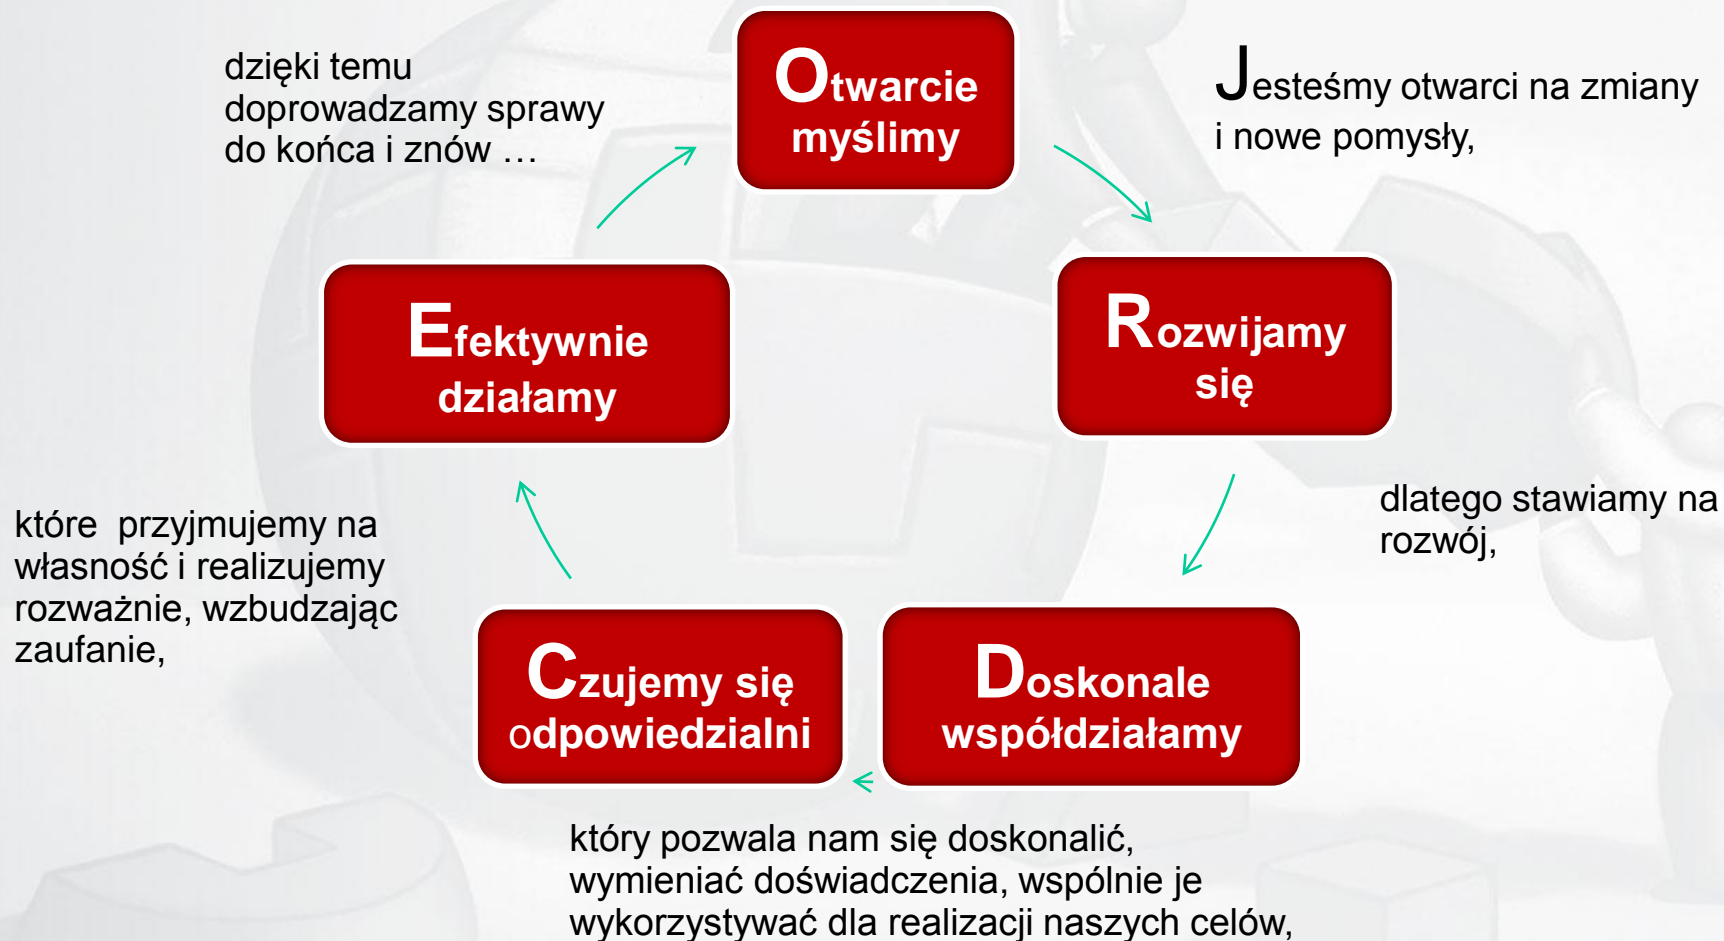 Otwarcie
myślimy
Jesteśmy otwarci na zmiany
i nowe pomysły,
Rozwijamy
się
dlatego stawiamy na
rozwój,
Doskonale
współdziałamy
który pozwala nam się doskonalić,
wymieniać doświadczenia, wspólnie je
wykorzystywać dla realizacji naszych celów,
Czujemy się
odpowiedzialni
które  przyjmujemy na
własność i realizujemy
rozważnie, wzbudzając
zaufanie,
Efektywnie
działamy
dzięki temu
doprowadzamy sprawy
do końca i znów …